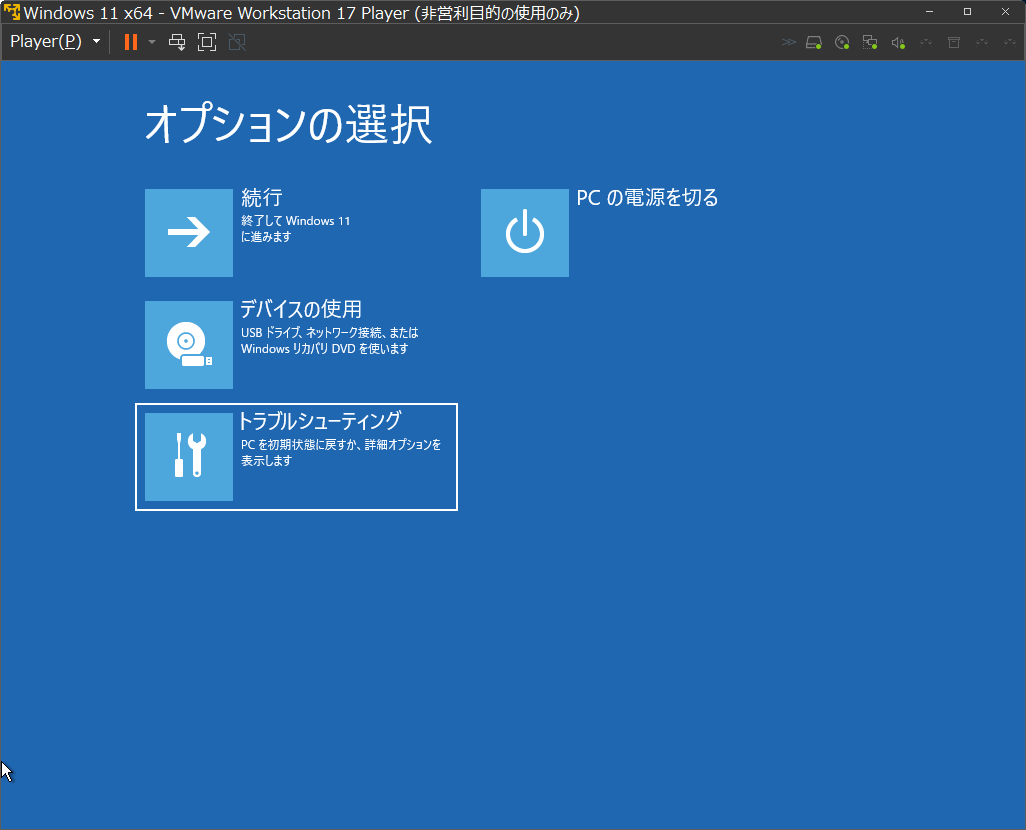 Windows 11 x64 - VMware Workstation 17 Player (非営利目的の使用のみ)
Player(P)
オプションの選択
続行
終了して Windows 11
に進みます
PC の電源を切る
デバイスの使用
USB ドライブ、ネットワーク接続、または
Windows リカバリ DVD を使います
トラブルシューティング
PC を初期状態に戻すか、詳細オプションを
表示します